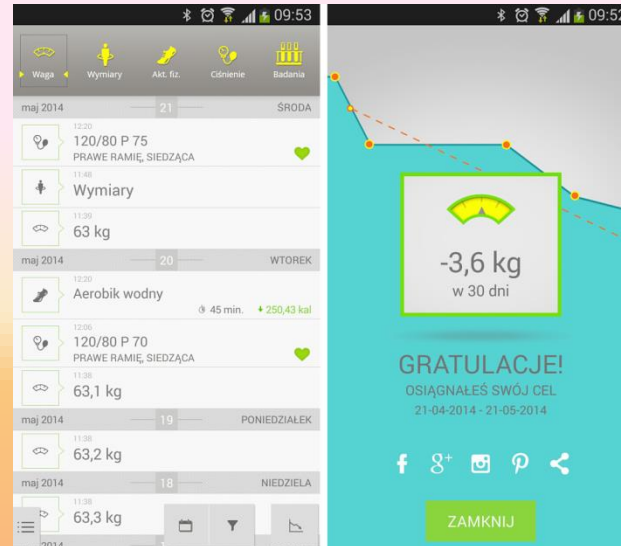 09:53
Waga
Wymiary
Akt. fiz.
Ciśnienie
Badania
maj 2014 21 ŚRODA
12:20
120/80 P 75
PRAWE RAMIĘ, SIEDZĄCA
11:48
Wymiary
11:39
63 kg
maj 2014 20 WTOREK
12:20
Aerobik wodny
45 min. 250,43 kal
12:06
120/80 P 70
PRAWE RAMIĘ, SIEDZĄCA
11:38
63,1 kg
maj 2014 19 PONIEDZIAŁEK
11:38
63,2 kg
maj 2014 18 NIEDZIELA
11:38
63,3 kg
2014
09:52
-3,6 kg
w 30 dni
GRATULACJE!
OSIĄGNĄŁEŚ SWÓJ CEL
21-04-2014 - 21-05-2014
ZAMKNIJ